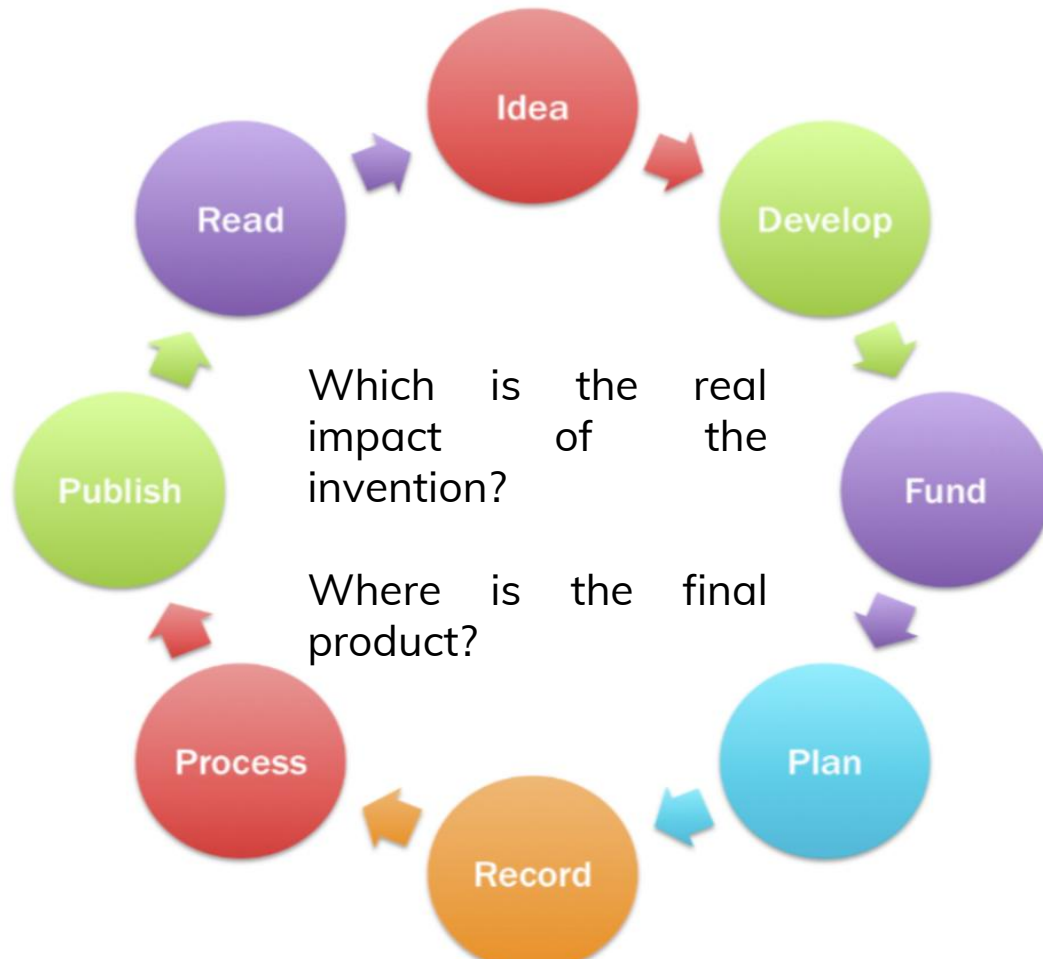 Idea
Develop
Fund
Plan
Record
Process
Publish
Read
Which is the real
impact of the
invention?
Where is the final
product?